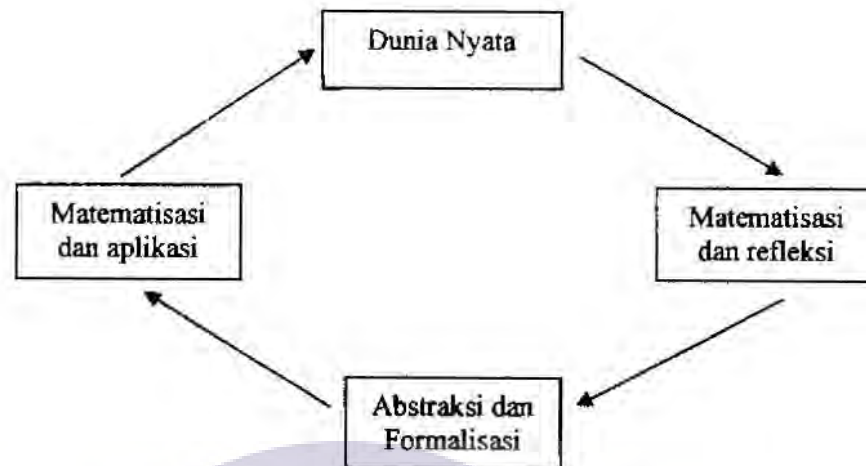 Dunia Nyata
Matematisasi
dan aplikasi
Matematisasi
dan refleksi
Abstraksi dan
Formalisasi